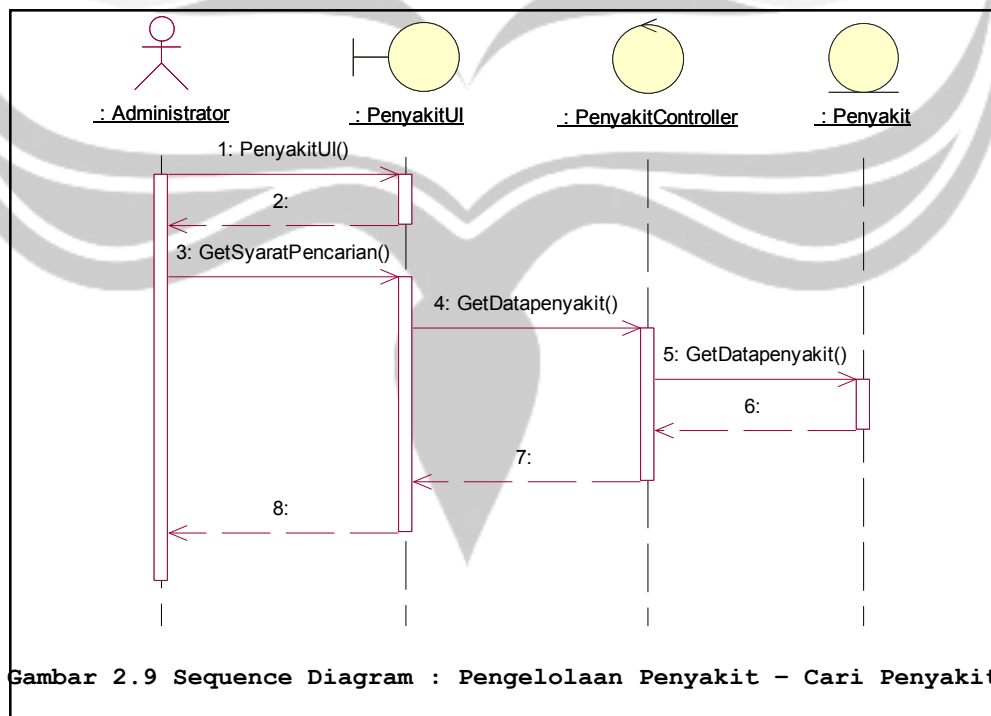 : Administrator
: PenyakitUI
: PenyakitController
: Penyakit
1: PenyakitUI()
2:
3: GetSyaratPencarian()
4: GetDatapenyakit()
5: GetDatapenyakit()
6:
7:
8:
Gambar 2.9 Sequence Diagram : Pengelolaan Penyakit – Cari Penyakit